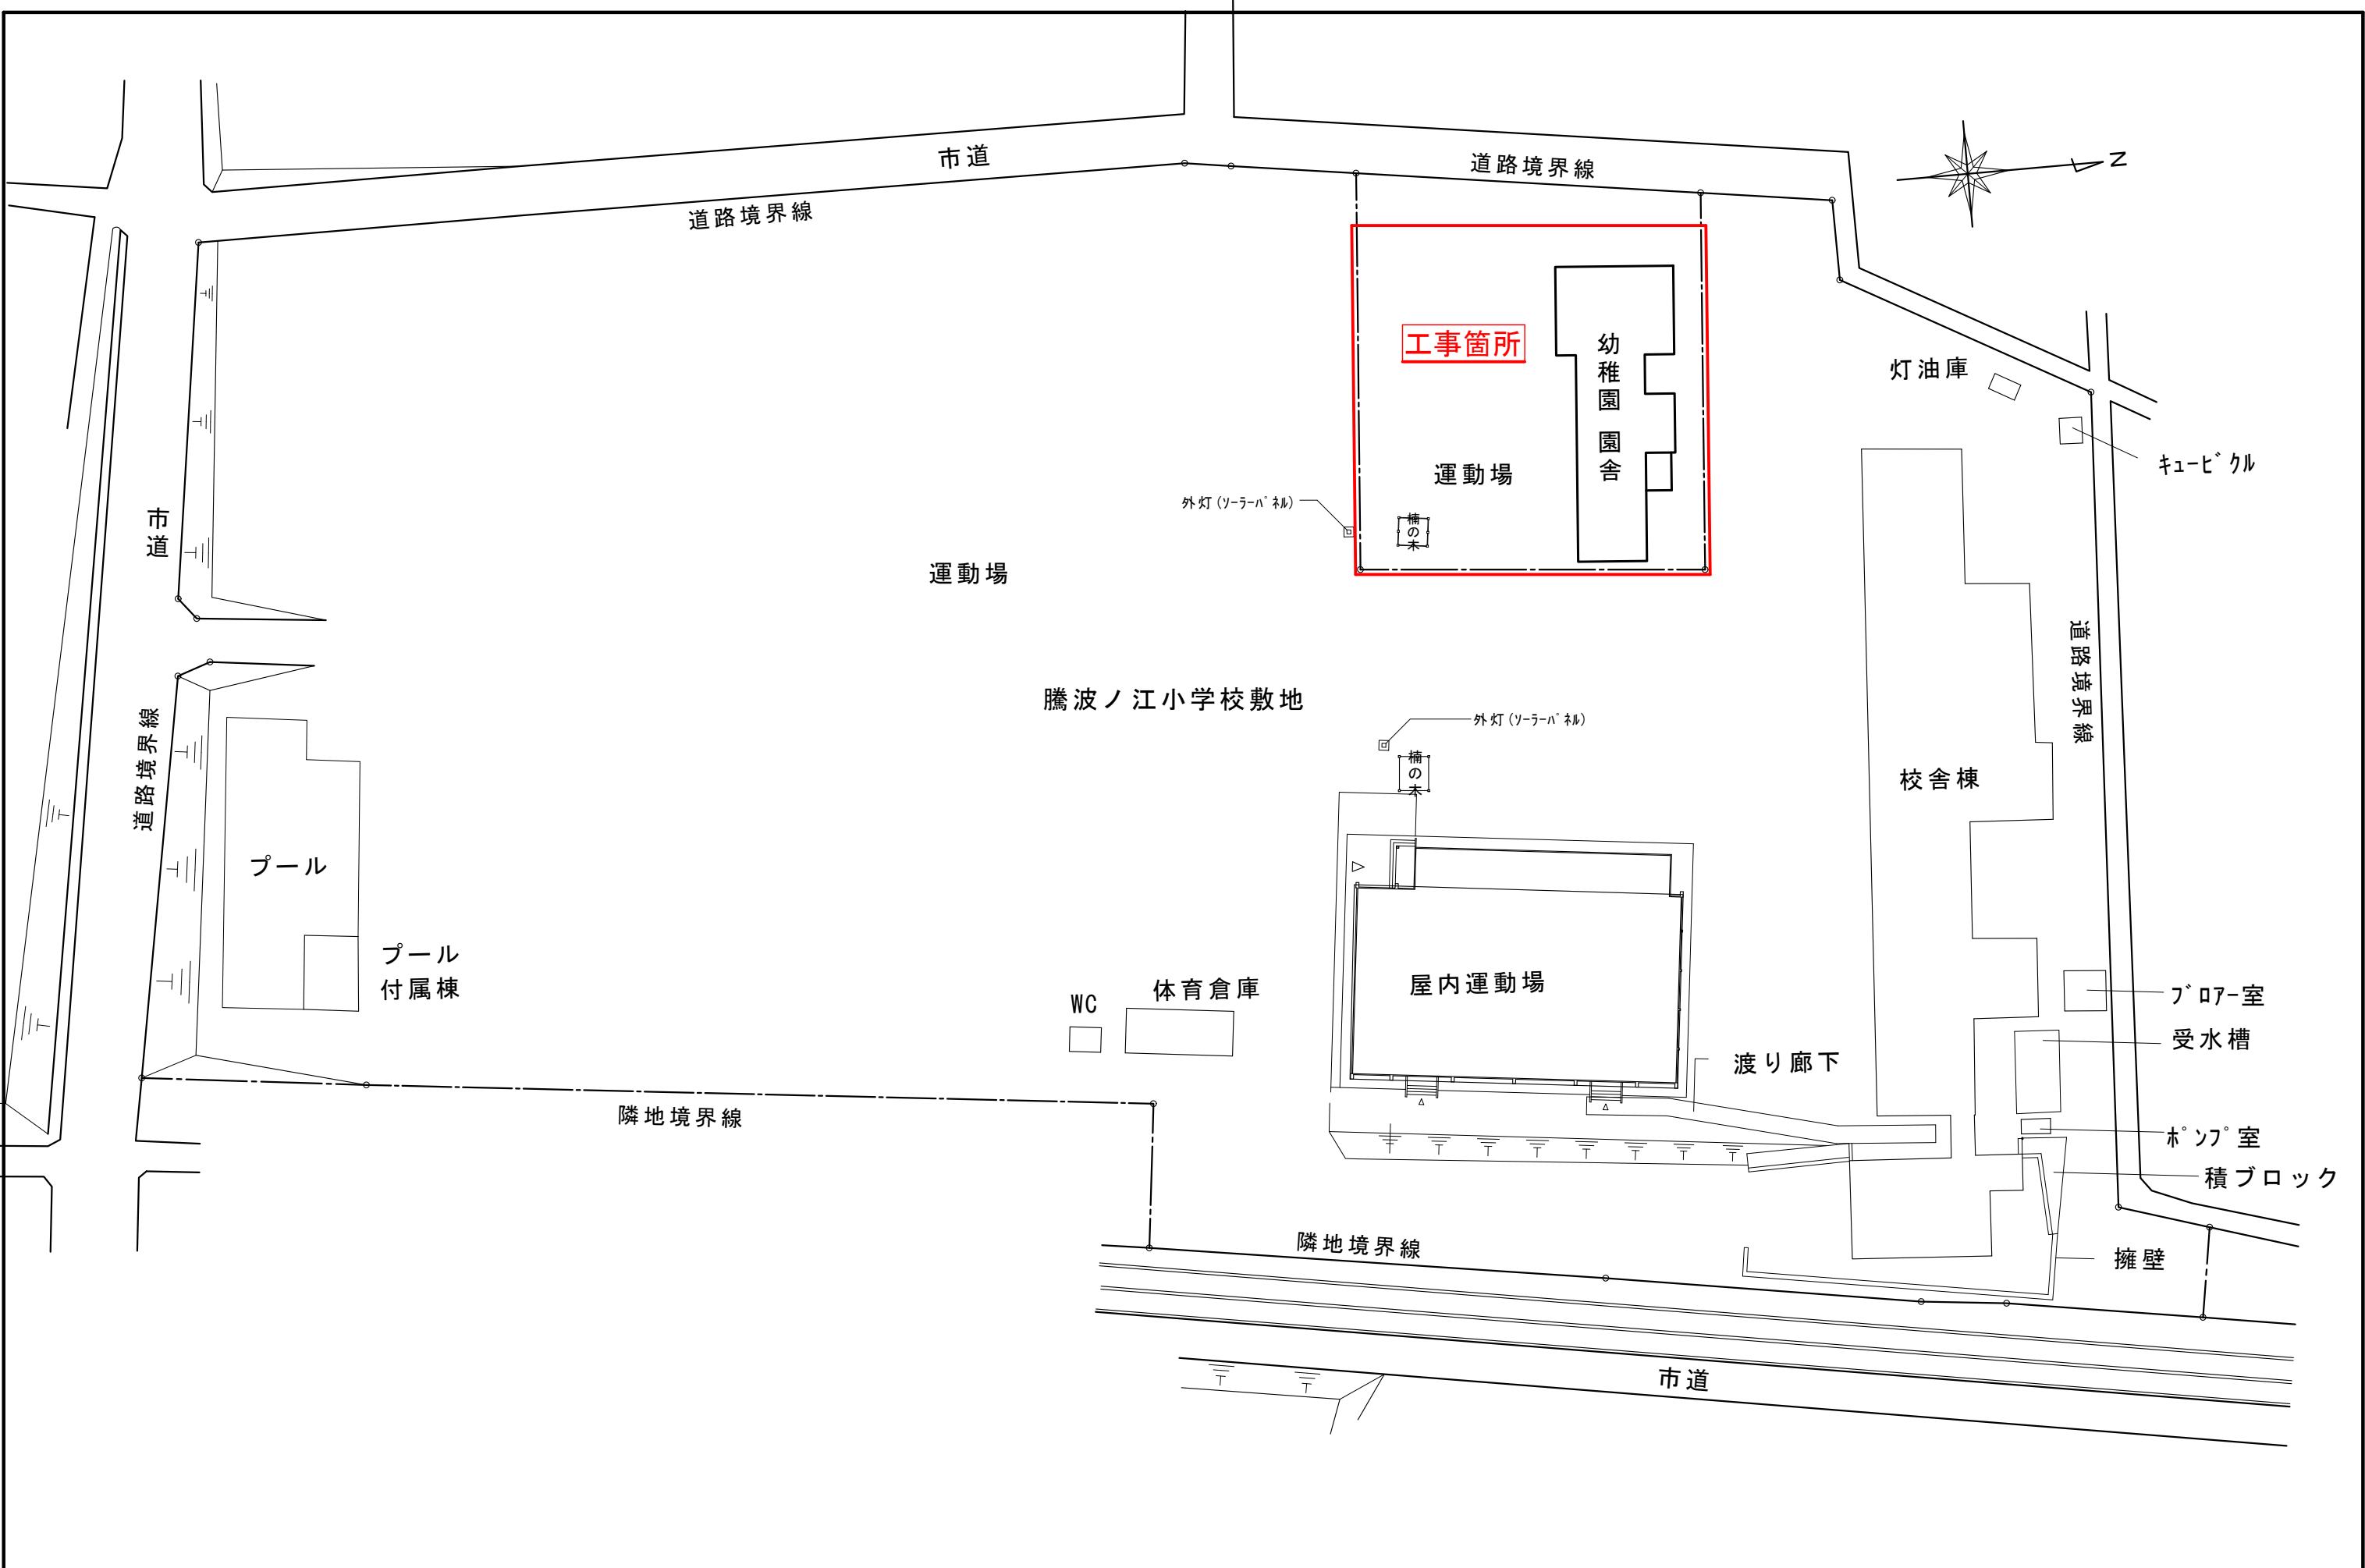 市道
道路境界線
N
道路境界線
工事箇所
幼稚園 園舎
灯油庫
キュービクル
運動場
外灯(ソーラーパネル)
楠の木
市道
運動場
道路境界線
騰波ノ江小学校敷地
外灯(ソーラーパネル)
楠の木
校舎棟
道路境界線
プール
プール
付属棟
WC
体育倉庫
屋内運動場
ブロアー室
受水槽
渡り廊下
隣地境界線
ポンプ室
積ブロック
隣地境界線
擁壁
市道